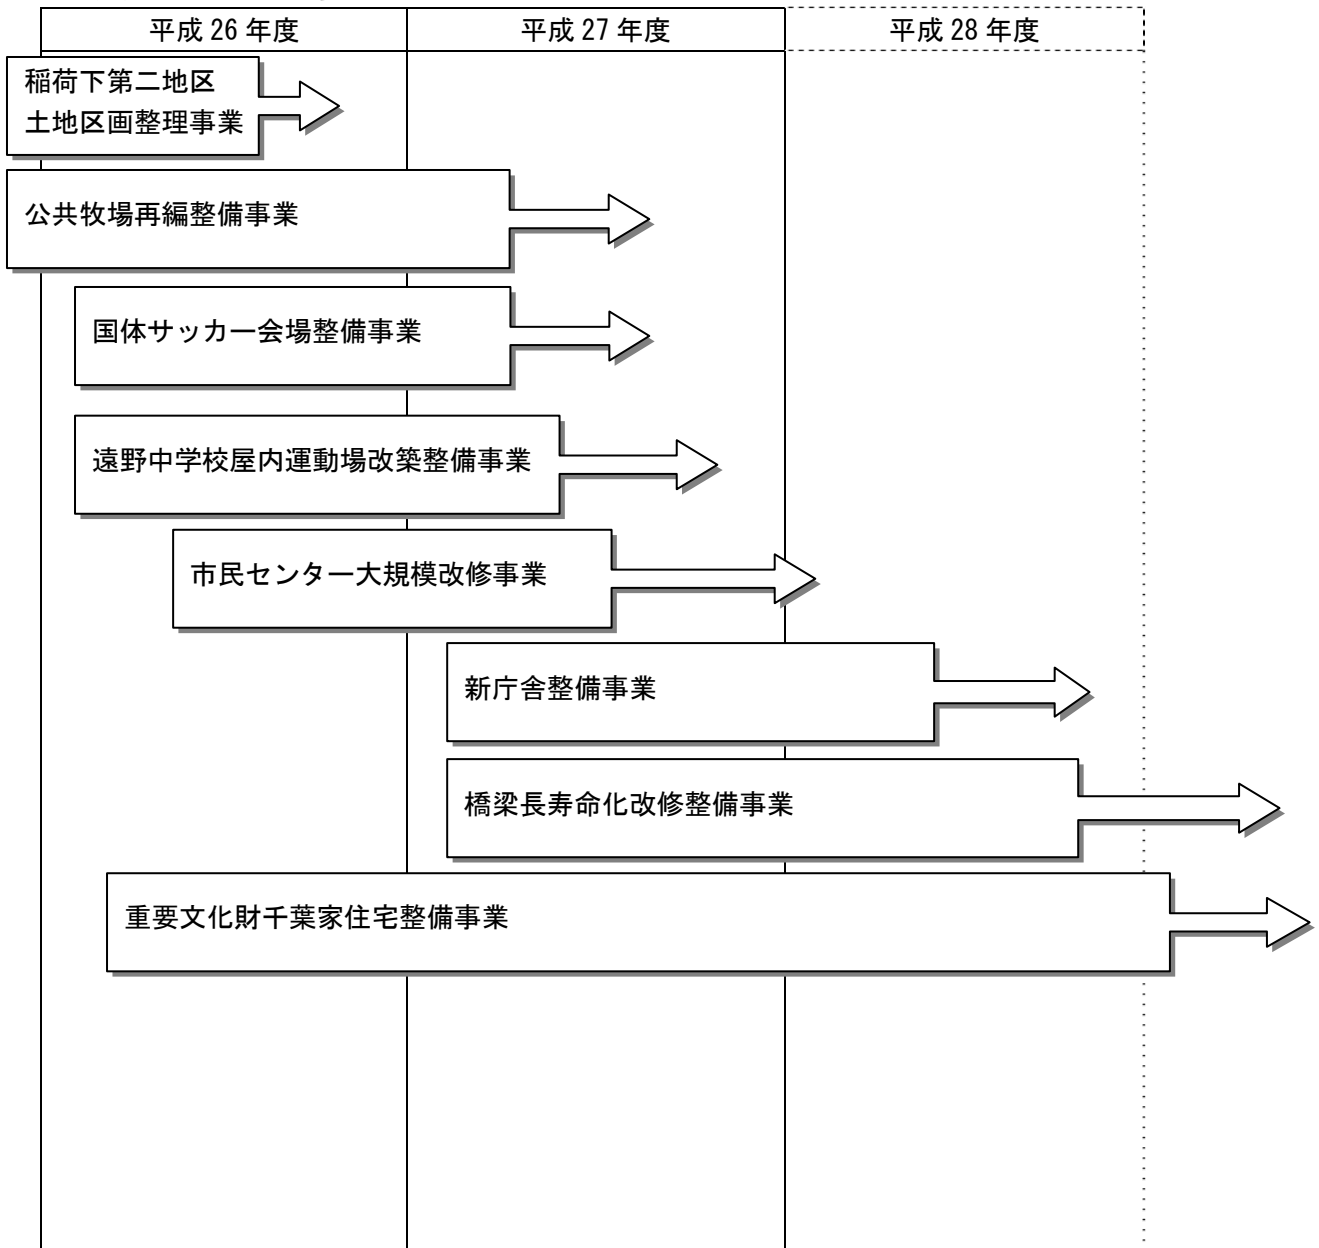 平成 26 年度
平成 27 年度
平成 28 年度
稲荷下第二地区
土地区画整理事業
公共牧場再編整備事業
国体サッカー会場整備事業
遠野中学校屋内運動場改築整備事業
市民センター大規模改修事業
新庁舎整備事業
橋梁長寿命化改修整備事業
重要文化財千葉家住宅整備事業